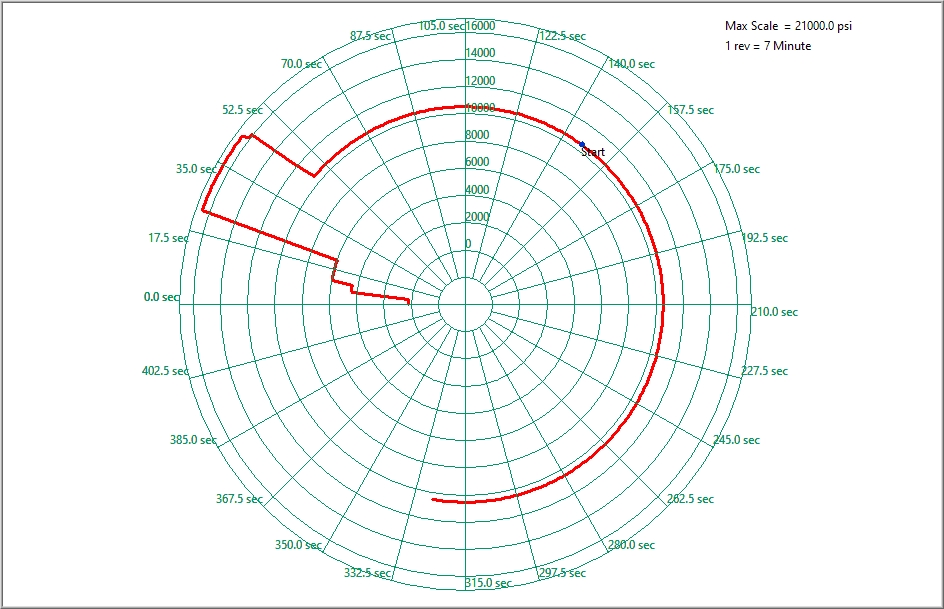 Max Scale = 21000.0 psi
1 rev = 7 Minute
105.0 sec
16000
87.5 sec
122.5 sec
14000
70.0 sec
140.0 sec
12000
52.5 sec
10000
157.5 sec
8000
Start
35.0 sec
6000
175.0 sec
4000
2000
17.5 sec
0
192.5 sec
0.0 sec
210.0 sec
402.5 sec
227.5 sec
385.0 sec
245.0 sec
367.5 sec
262.5 sec
350.0 sec
280.0 sec
332.5 sec
297.5 sec
315.0 sec